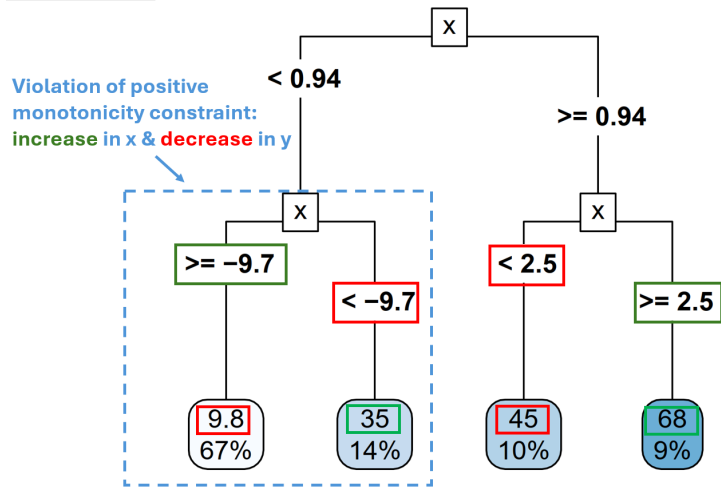 X
< 0.94
>= 0.94
Violation of positive
monotonicity constraint:
increase in x & decrease in y
X
X
>= −9.7
< −9.7
< 2.5
>= 2.5
9.8
67%
35
14%
45
10%
68
9%